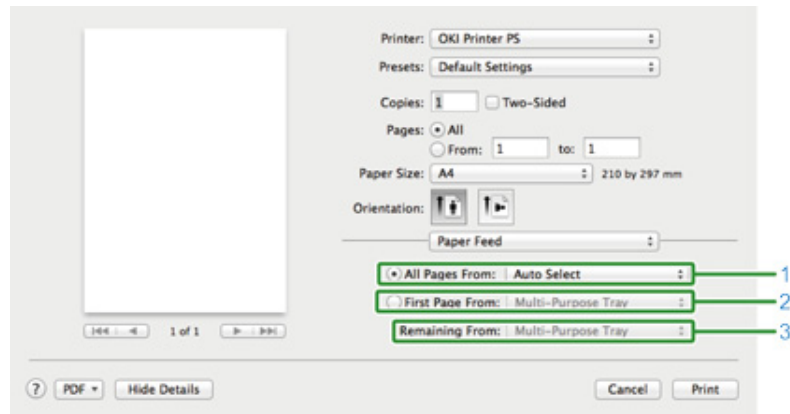 Printer: OKI Printer PS
Presets: Default Settings
Copies: 1 Two-Sided
Pages: All
From: 1 to: 1
Paper Size: A4 210 by 297 mm
Orientation:
Paper Feed
All Pages From: Auto Select 1
First Page From: Multi-Purpose Tray 2
Remaining From: Multi-Purpose Tray 3
1 of 1
? PDF Hide Details Cancel Print